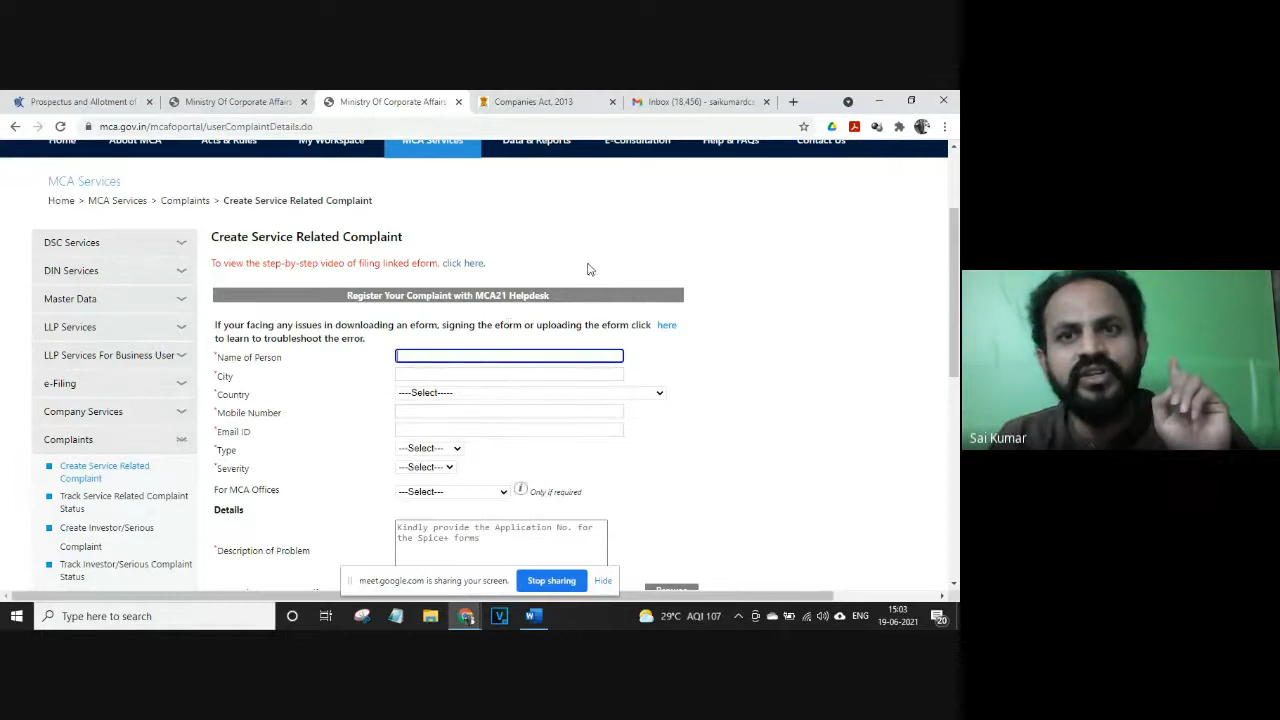 Prospectus and Allotment of
Ministry Of Corporate Affairs
Ministry Of Corporate Affairs
Companies Act, 2013
Inbox (18,456) - saikumardc
mca.gov.in/mcafoportal/userComplaintDetails.do
Home About MCA Acts & Rules My Workspace MCA Services Data & Reports E-Consultation Help & FAQs Contact Us
MCA Services
Home > MCA Services > Complaints > Create Service Related Complaint
DSC Services
DIN Services
Master Data
LLP Services
LLP Services For Business User
e-Filing
Company Services
Complaints
Create Service Related
Complaint
Track Service Related Complaint
Status
Create Investor/Serious
Complaint
Track Investor/Serious Complaint
Status
Create Service Related Complaint
To view the step-by-step video of filing linked eform, click here.
Register Your Complaint with MCA21 Helpdesk
If your facing any issues in downloading an eform, signing the eform or uploading the eform click here
to learn to troubleshoot the error.
*Name of Person
*City
*Country ----Select-----
*Mobile Number
*Email ID
*Type ---Select---
*Severity ---Select---
For MCA Offices ---Select--- i Only if required
Details
Kindly provide the Application No. for
the Spice+ forms
*Description of Problem
Browse
meet.google.com is sharing your screen. Stop sharing Hide
Type here to search
29°C AQI 107
ENG
15:03
19-06-2021
20
Sai Kumar